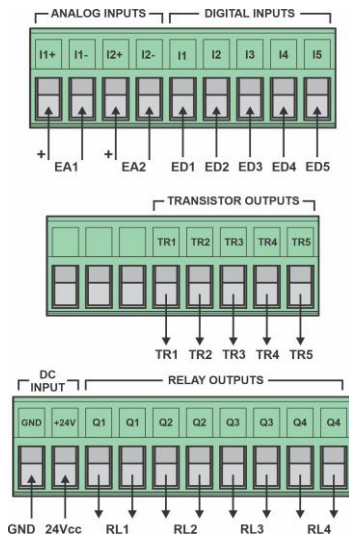 ANALOG INPUTS DIGITAL INPUTS
I1+ I1- I2+ I2- I1 I2 I3 I4 I5
+ EA1 + EA2 ED1 ED2 ED3 ED4 ED5
TRANSISTOR OUTPUTS
TR1 TR2 TR3 TR4 TR5
TR1 TR2 TR3 TR4 TR5
DC
INPUT RELAY OUTPUTS
GND +24V Q1 Q1 Q2 Q2 Q3 Q3 Q4 Q4
GND 24Vcc RL1 RL2 RL3 RL4